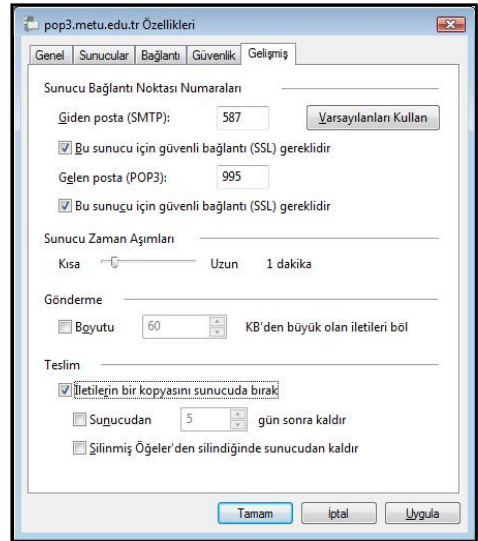 pop3.metu.edu.tr Özellikleri
Genel Sunucular Bağlantı Güvenlik Gelişmiş
Sunucu Bağlantı Noktası Numaraları
Giden posta (SMTP): 587 Varsayılanları Kullan
Bu sunucu için güvenli bağlantı (SSL) gereklidir
Gelen posta (POP3): 995
Bu sunucu için güvenli bağlantı (SSL) gereklidir
Sunucu Zaman Aşımları
Kısa Uzun 1 dakika
Gönderme
Boyutu 60 KB'den büyük olan iletileri böl
Teslim
İletilerin bir kopyasını sunucuda bırak
Sunucudan 5 gün sonra kaldır
Silinmiş Öğeler'den silindiğinde sunucudan kaldır
Tamam İptal Uygula